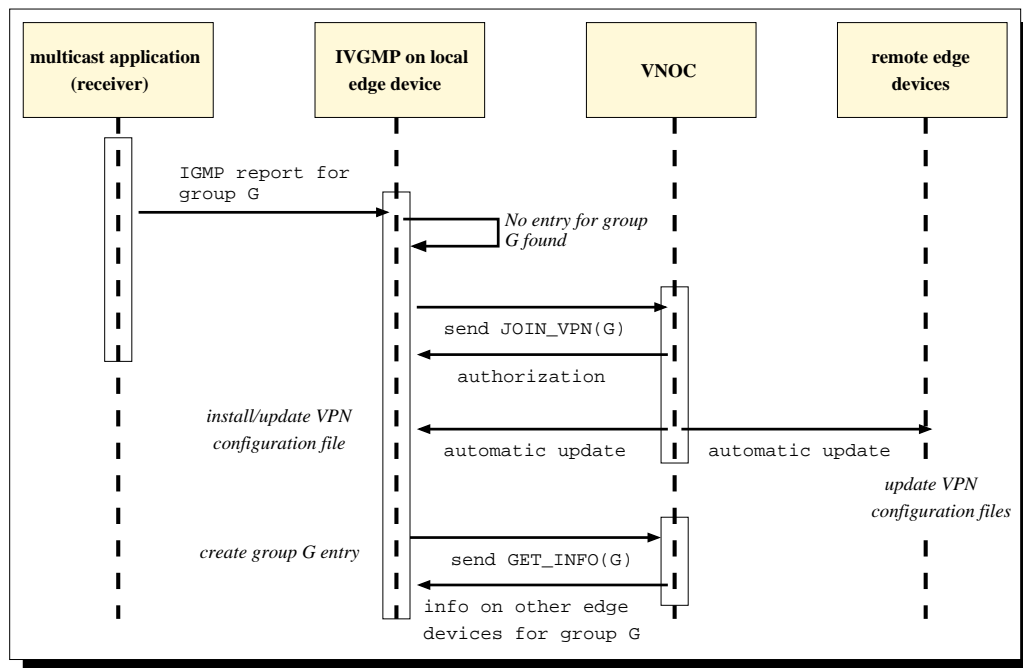 multicast application
(receiver)
IVGMP on local
edge device
VNOC
remote edge
devices
IGMP report for
group G
No entry for group
G found
send JOIN_VPN(G)
authorization
install/update VPN
configuration file
automatic update
automatic update
update VPN
configuration files
create group G entry
send GET_INFO(G)
info on other edge
devices for group G